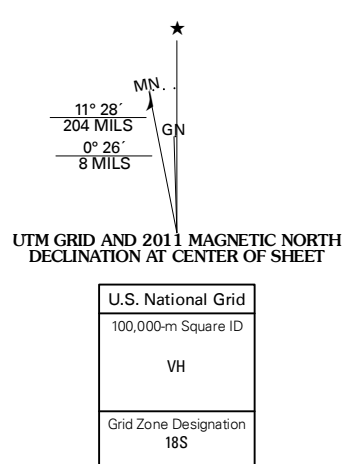 ★
MN
11° 28´
204 MILS
GN
0° 26´
8 MILS
UTM GRID AND 2011 MAGNETIC NORTH
DECLINATION AT CENTER OF SHEET
U.S. National Grid
100,000-m Square ID
VH
Grid Zone Designation
18S